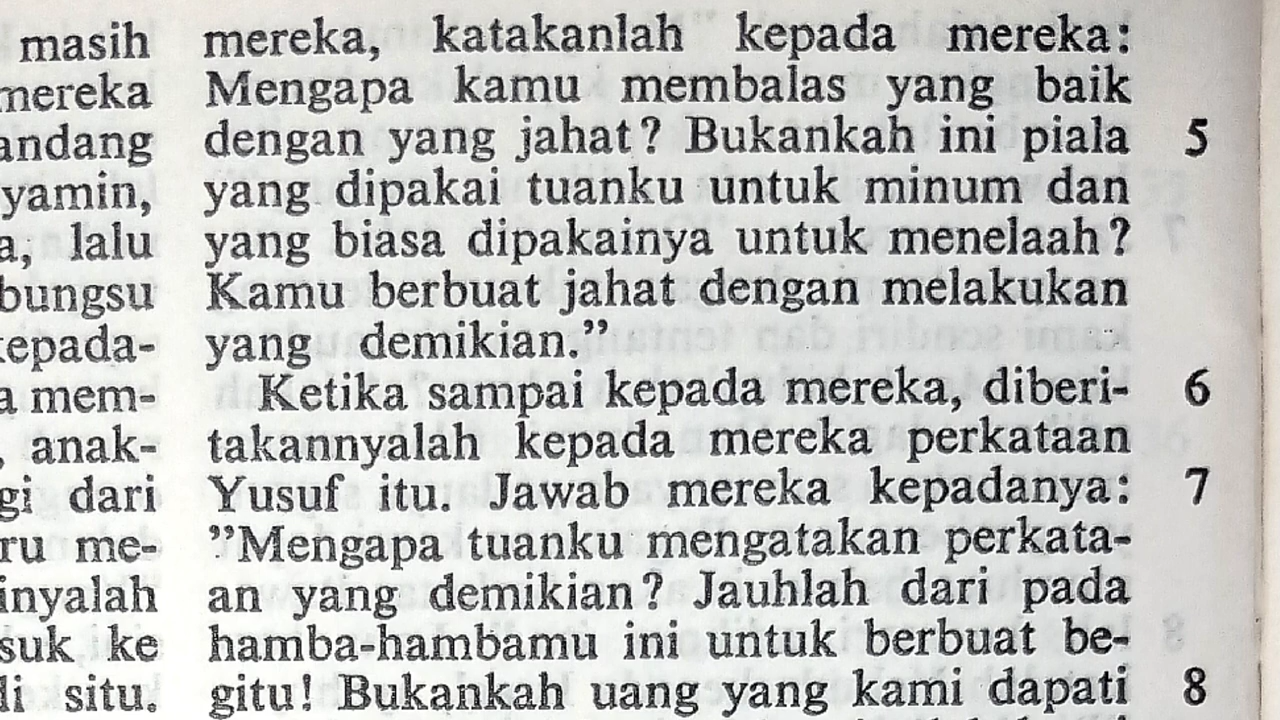 masih
mereka
andang
yamin,
a, lalu
bungsu
kepada-
a mem-
, anak-
gi dari
ru me-
inyalah
suk ke
di situ.
mereka, katakanlah kepada mereka:
Mengapa kamu membalas yang baik
dengan yang jahat? Bukankah ini piala 5
yang dipakai tuanku untuk minum dan
yang biasa dipakainya untuk menelaah?
Kamu berbuat jahat dengan melakukan
yang demikian.”
Ketika sampai kepada mereka, diberi- 6
takannyalah kepada mereka perkataan
Yusuf itu. Jawab mereka kepadanya: 7
”Mengapa tuanku mengatakan perkata-
an yang demikian? Jauhlah dari pada
hamba-hambamu ini untuk berbuat be-
gitu! Bukankah uang yang kami dapati 8